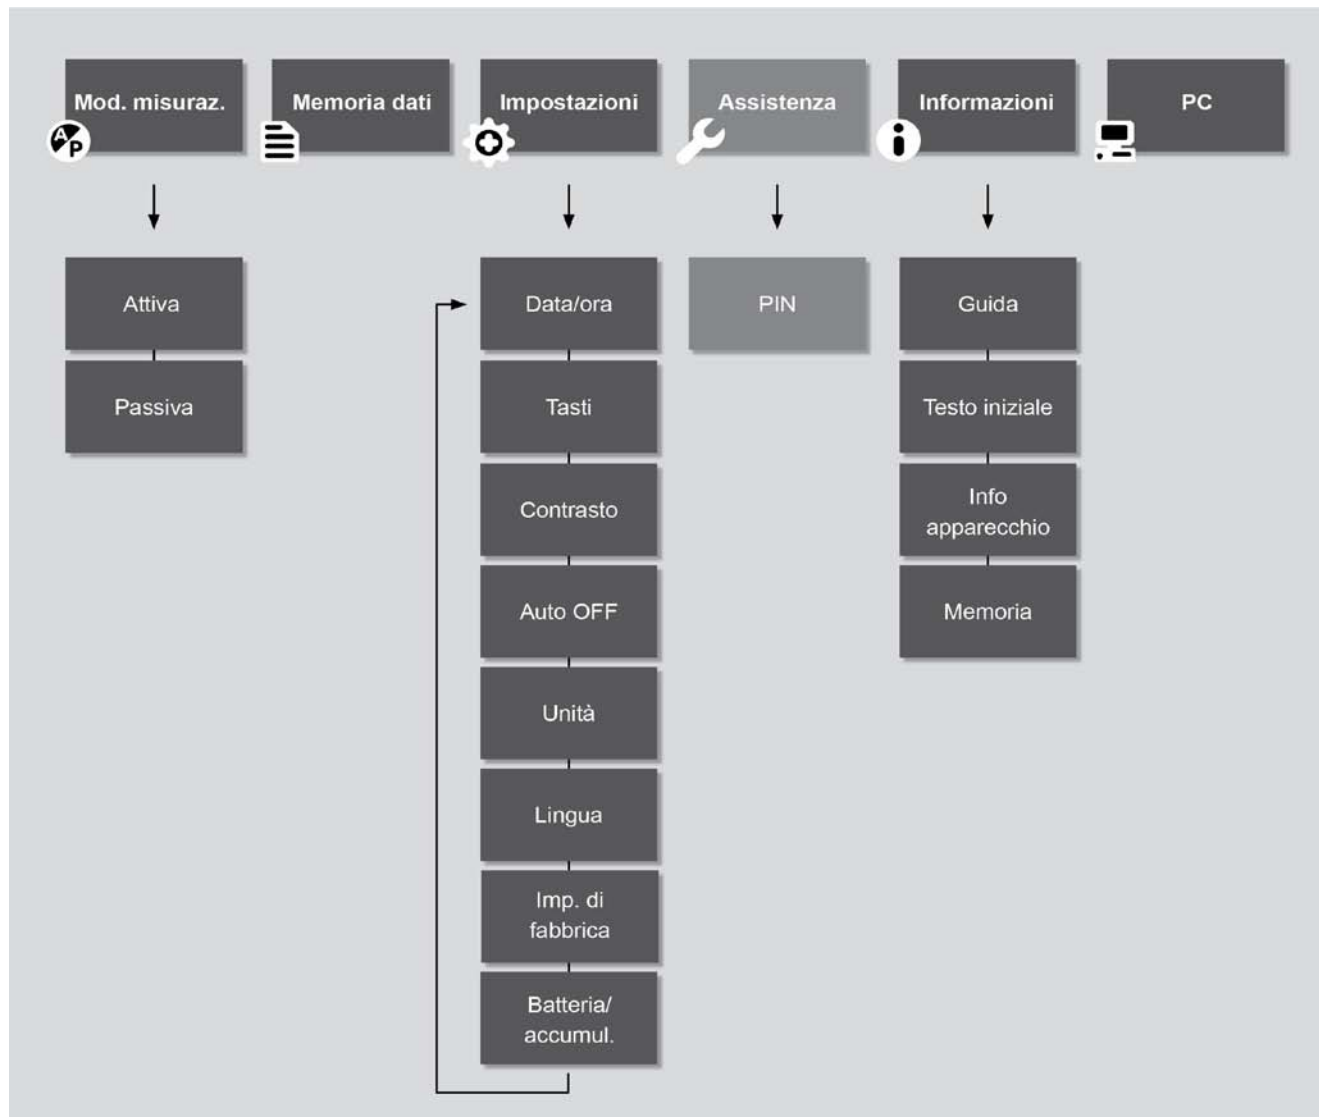 Mod. misuraz.
Memoria dati
Impostazioni
Assistenza
Informazioni
PC
A
P
Attiva
Passiva
Data/ora
Tasti
Contrasto
Auto OFF
Unità
Lingua
Imp. di
fabbrica
Batteria/
accumul.
PIN
Guida
Testo iniziale
Info
apparecchio
Memoria